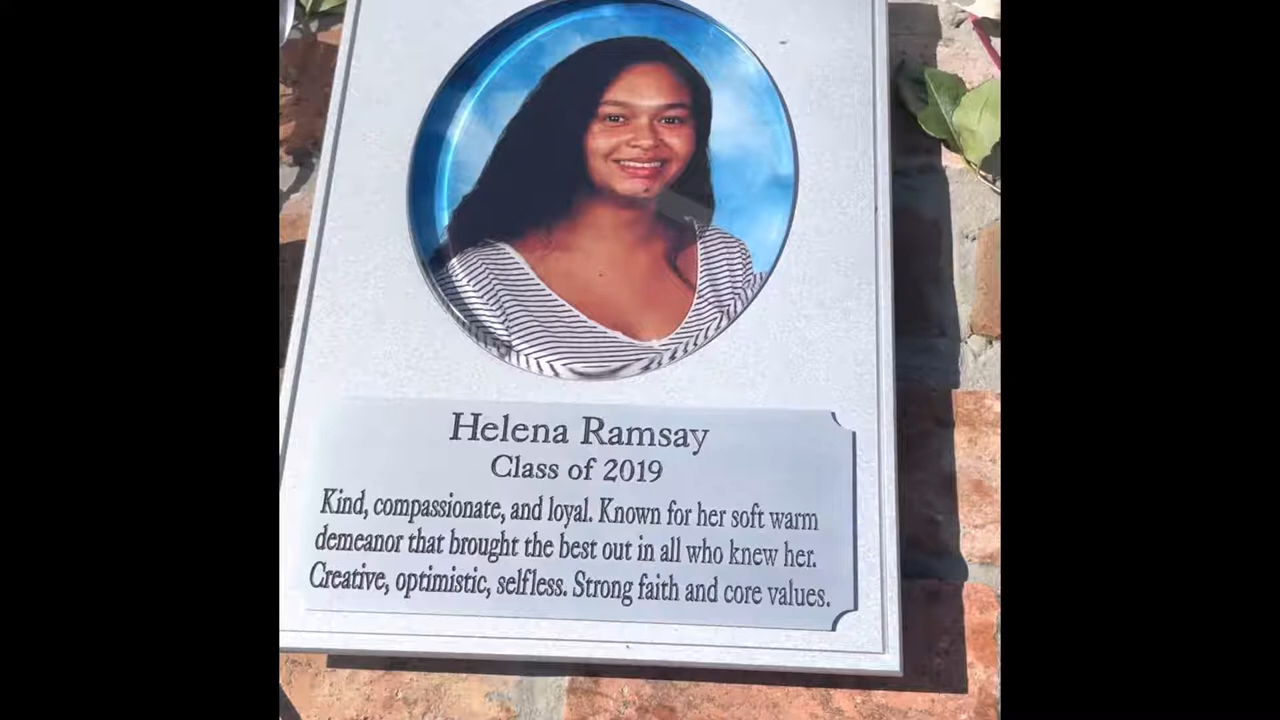 Helena Ramsay
Class of 2019
Kind, compassionate, and loyal. Known for her soft warm
demeanor that brought the best out in all who knew her.
Creative, optimistic, selfless. Strong faith and core values.